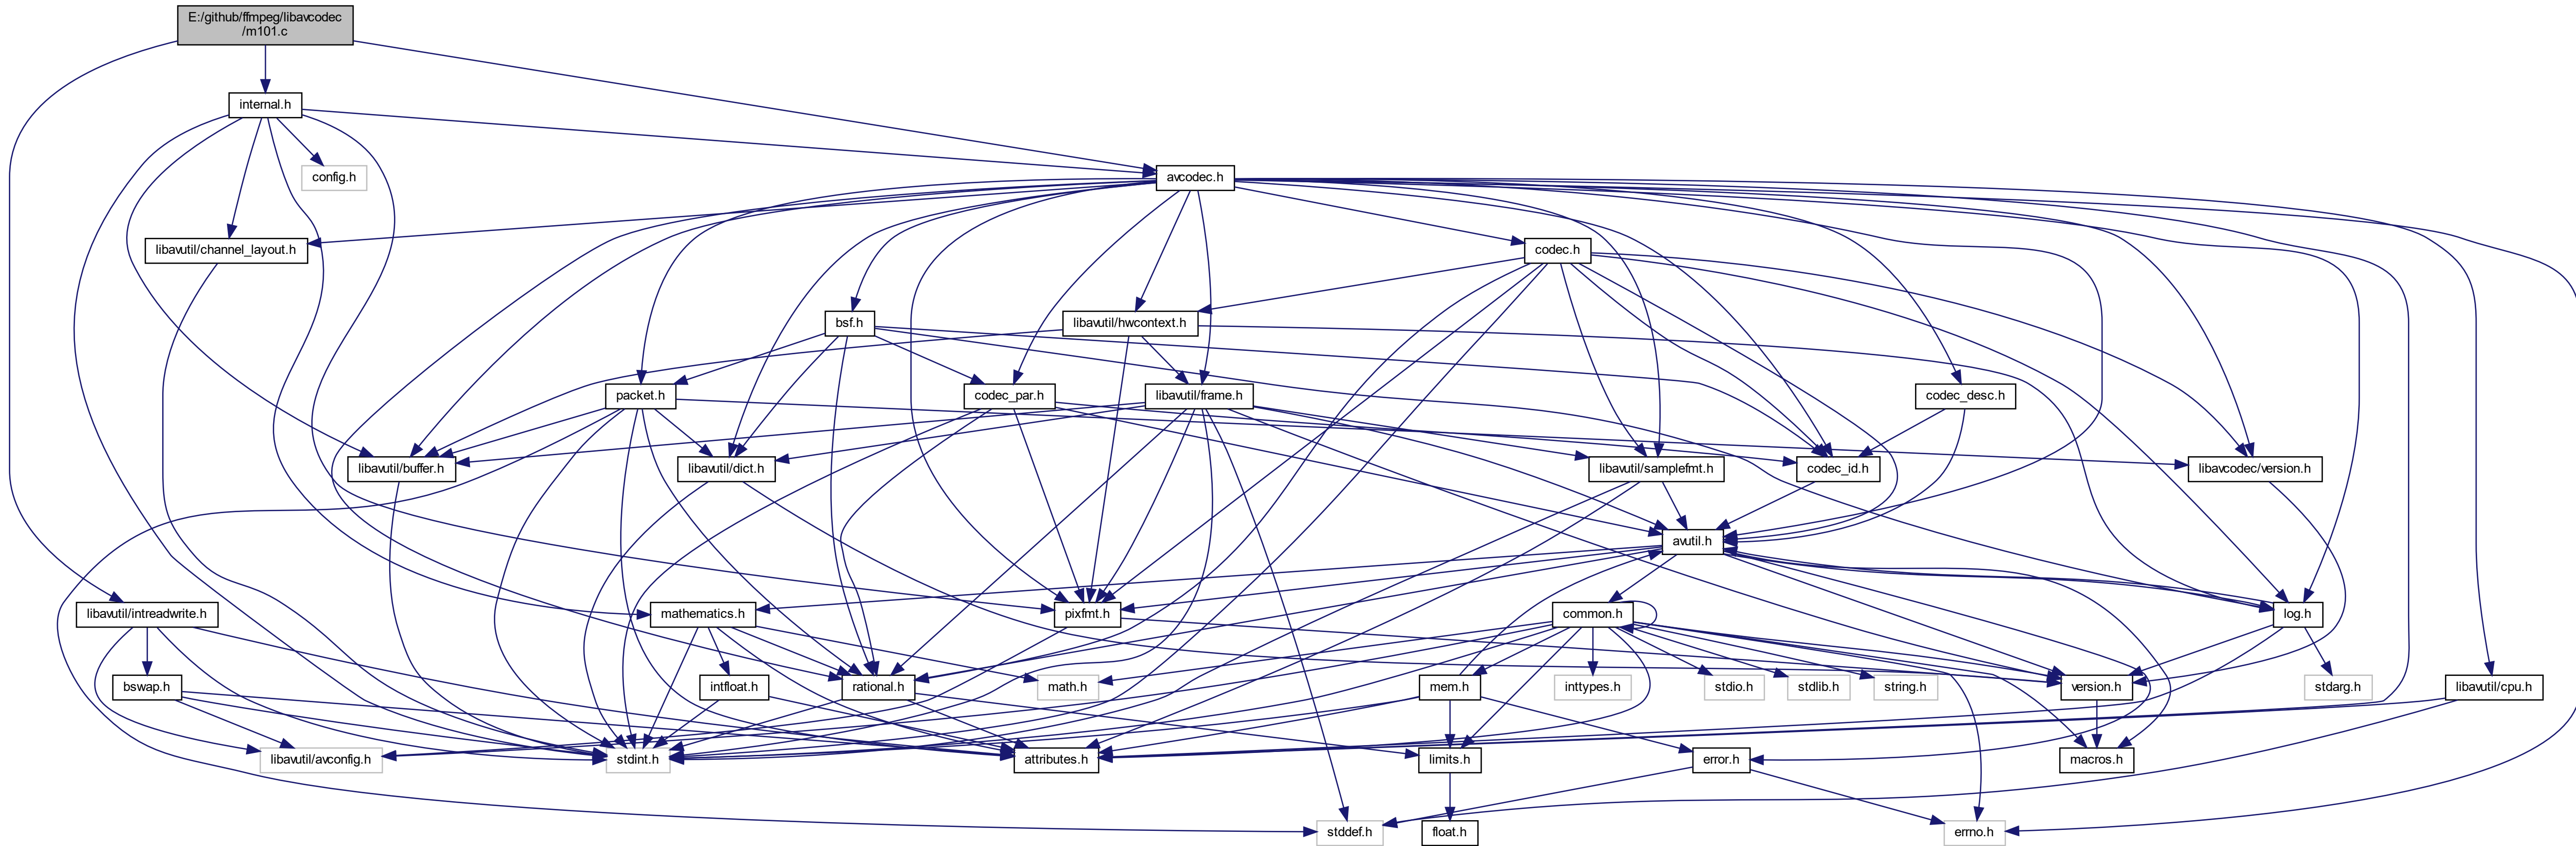 E:/github/ffmpeg/libavcodec
/m101.c
internal.h
config.h
avcodec.h
libavutil/channel_layout.h
codec.h
bsf.h
libavutil/hwcontext.h
packet.h
codec_par.h
libavutil/frame.h
codec_desc.h
libavutil/buffer.h
libavutil/dict.h
libavutil/samplefmt.h
codec_id.h
libavcodec/version.h
avutil.h
libavutil/intreadwrite.h
mathematics.h
pixfmt.h
common.h
log.h
bswap.h
intfloat.h
rational.h
math.h
mem.h
inttypes.h
stdio.h
stdlib.h
string.h
version.h
stdarg.h
libavutil/cpu.h
libavutil/avconfig.h
stdint.h
attributes.h
limits.h
error.h
macros.h
stddef.h
float.h
errno.h